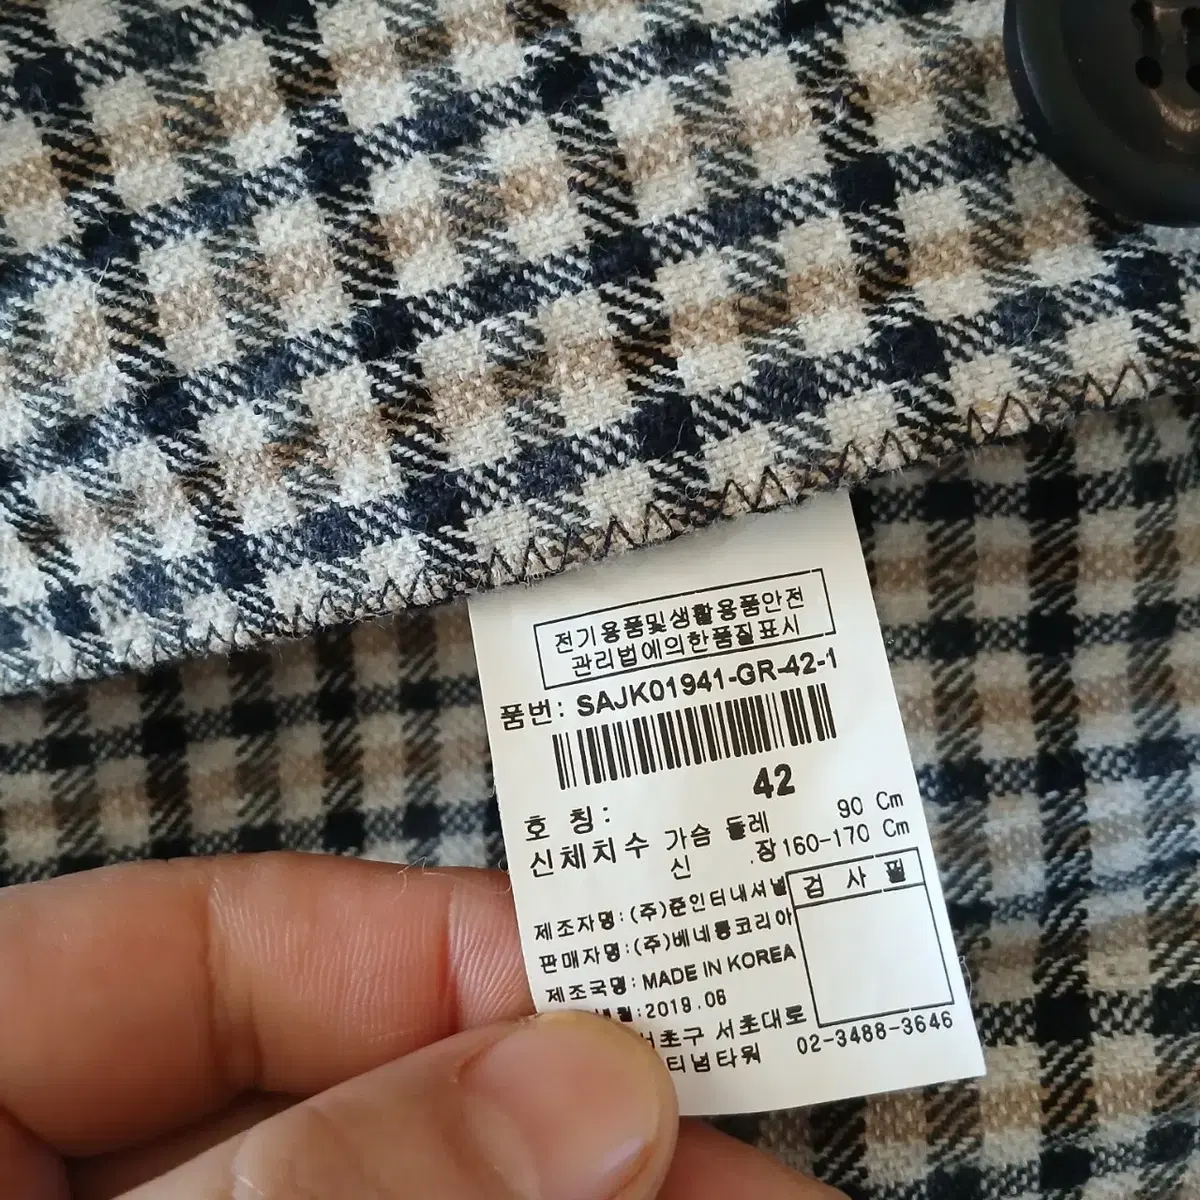 전기용품및생활용품안전
관리법에의한품질표시
품번: SAJK01941-GR-42-1
42
호 칭:
신체치수 가슴 둘레 90 Cm
신 장 160-170 Cm
검 사 필
제조자명:(주)준인터내셔널
판매자명:(주)베네통코리아
제조국명: MADE IN KOREA
월:2019.06
서초구 서초대로
티넘타워 02-3488-3646